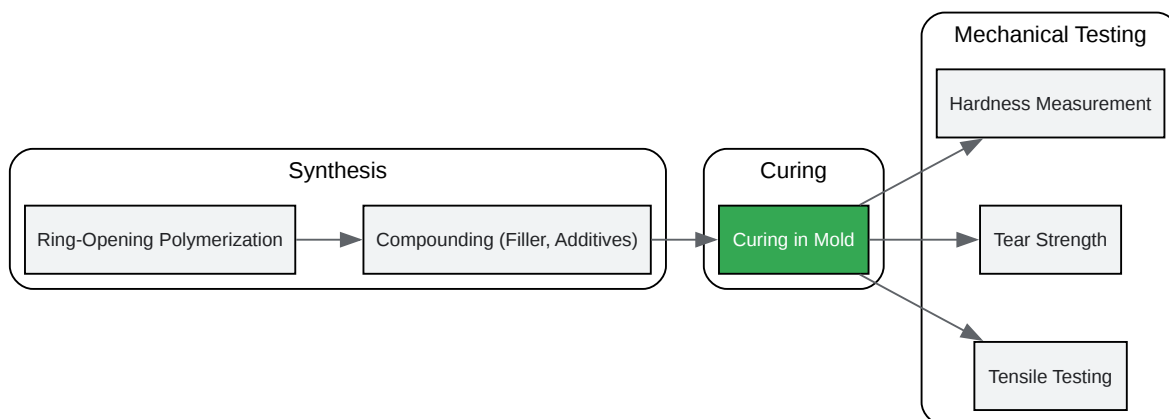 Synthesis
Ring-Opening Polymerization
Compounding (Filler, Additives)
Curing
Curing in Mold
Mechanical Testing
Hardness Measurement
Tear Strength
Tensile Testing